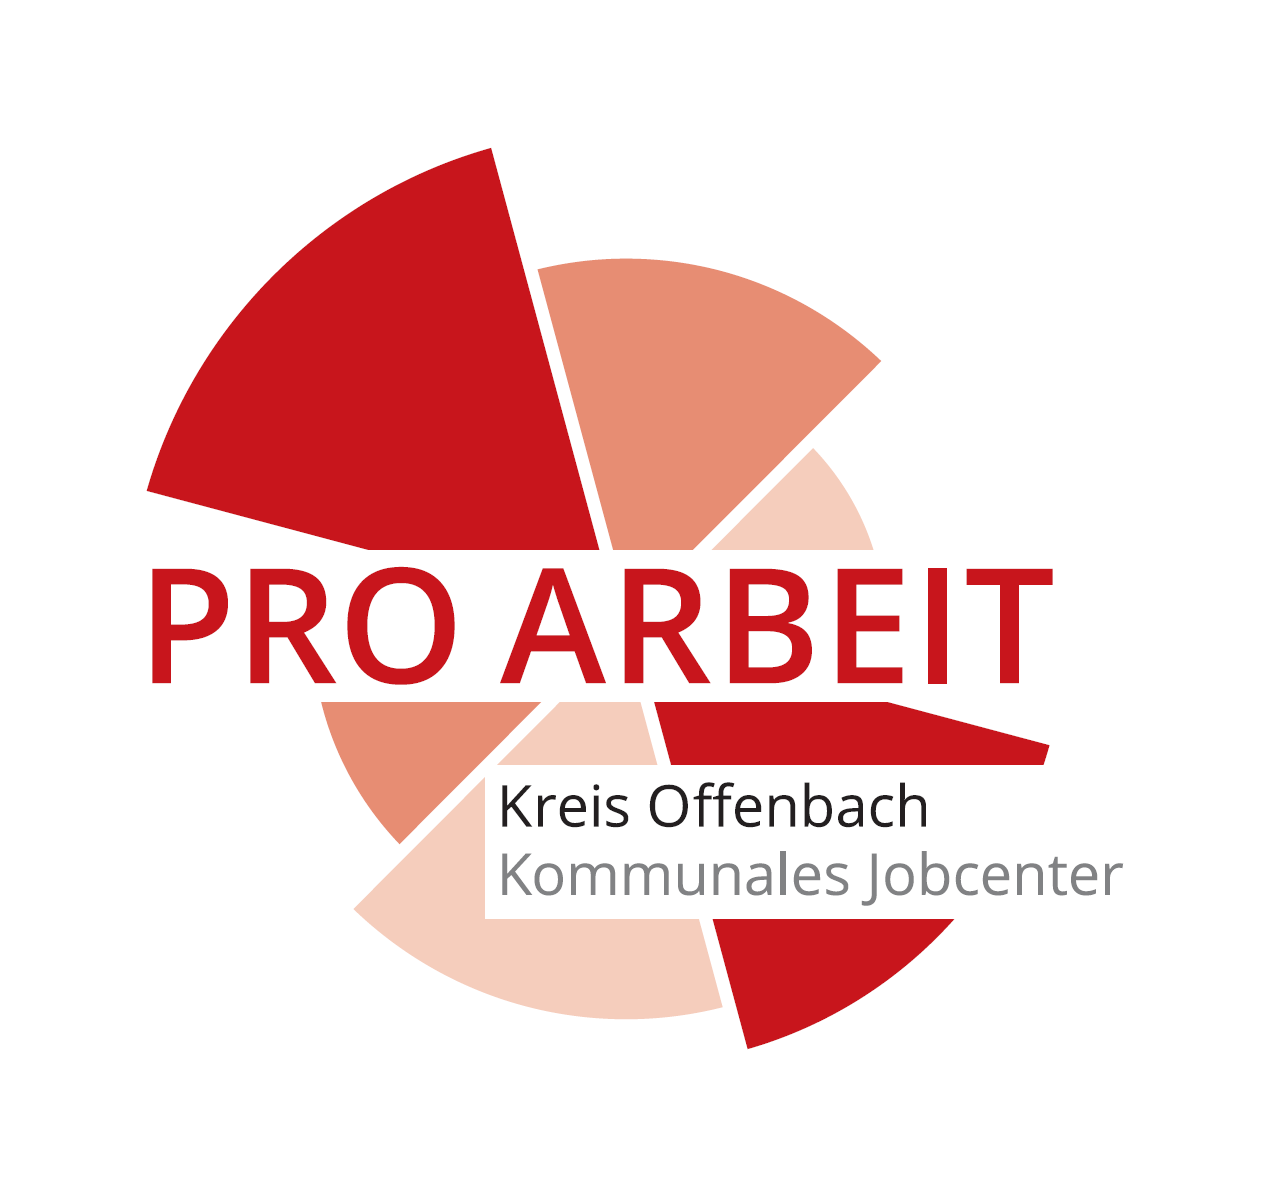 PRO ARBEIT
Kreis Offenbach
Kommunales Jobcenter